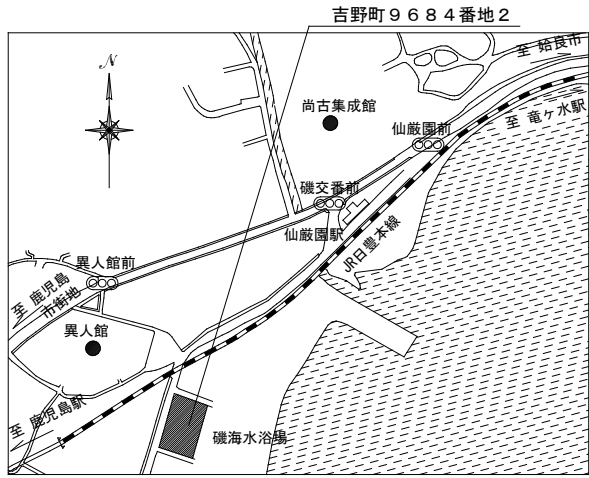 吉野町９６８４番地２
至 姶良市
N
尚古集成館
仙厳園前
至 竜ヶ水駅
磯交番前
仙厳園駅
JR日豊本線
異人館前
至 鹿児島
市街地
異人館
至 鹿児島駅
磯海水浴場